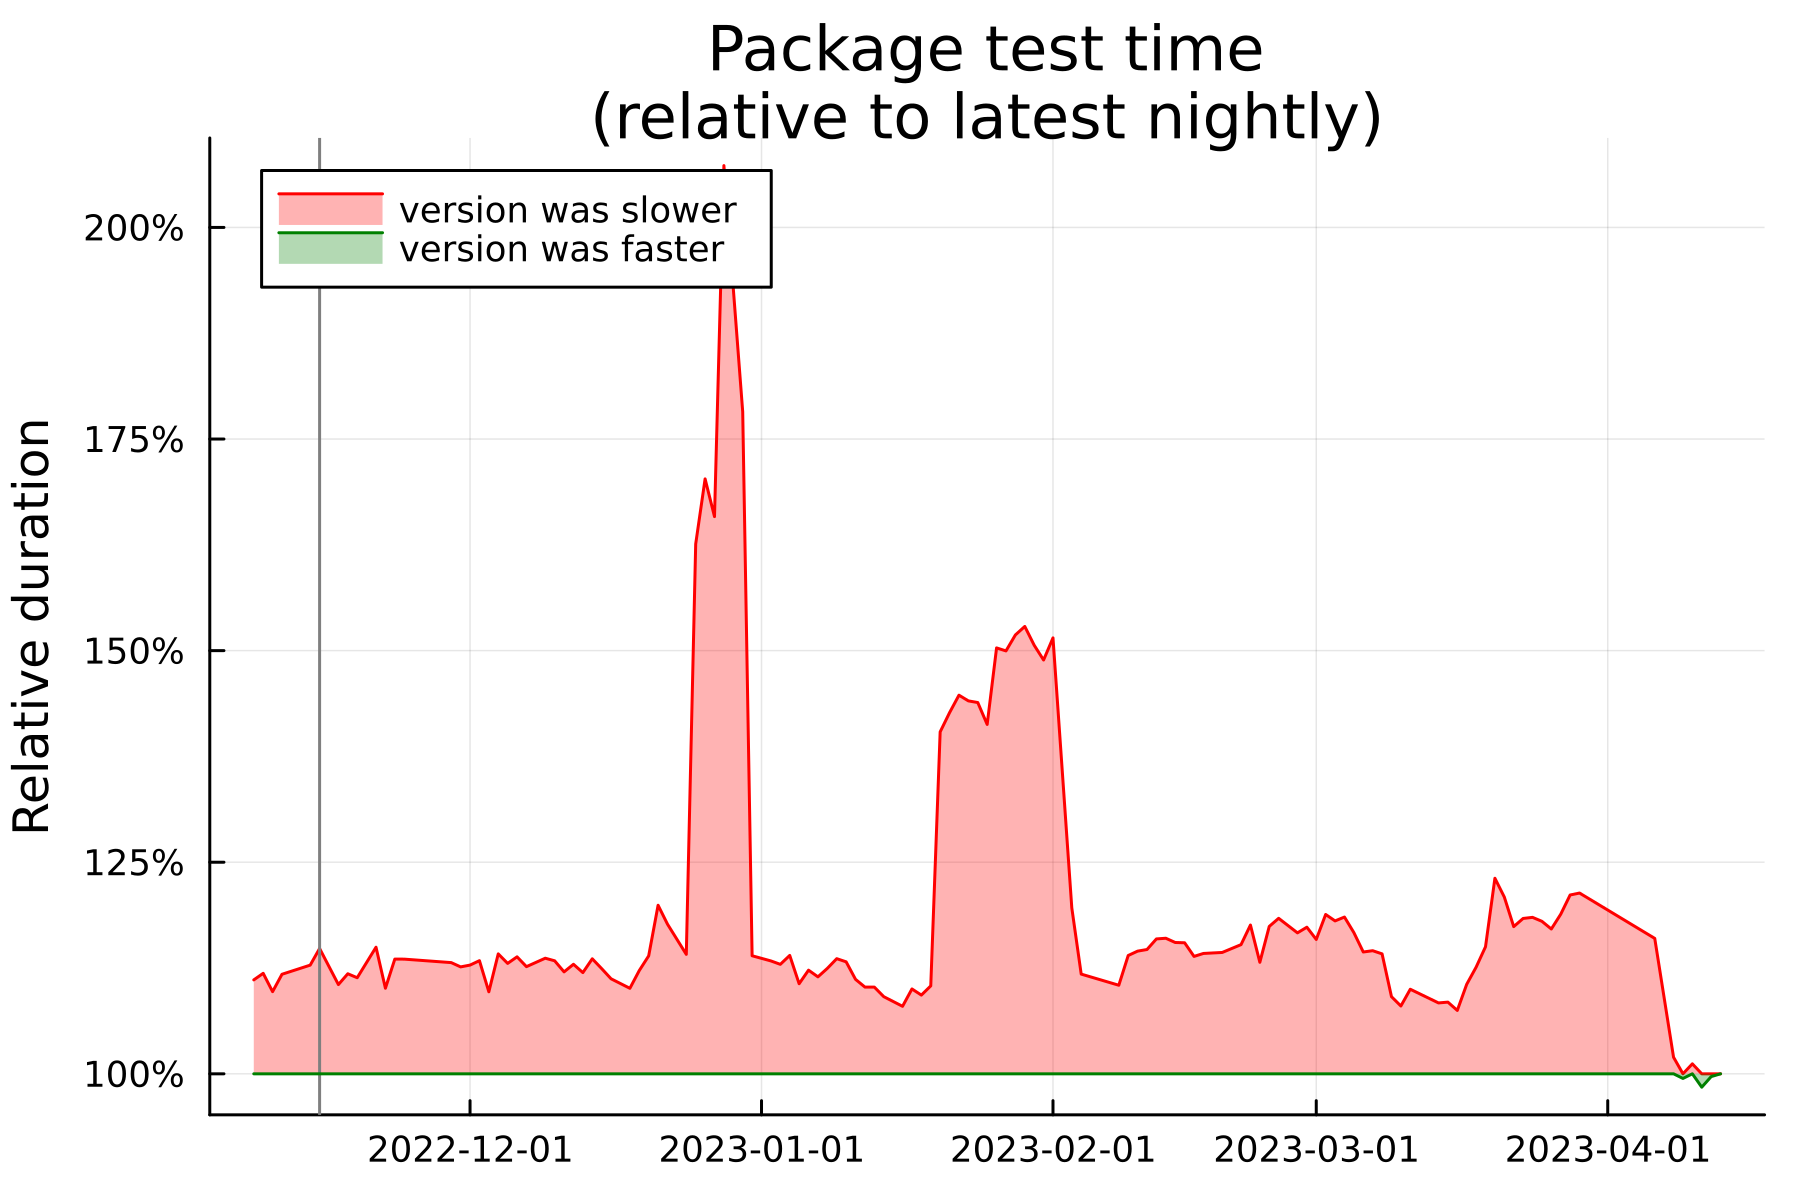 Package test time
(relative to latest nightly)
version was slower
version was faster
200%
175%
150%
125%
100%
Relative duration
2022-12-01
2023-01-01
2023-02-01
2023-03-01
2023-04-01